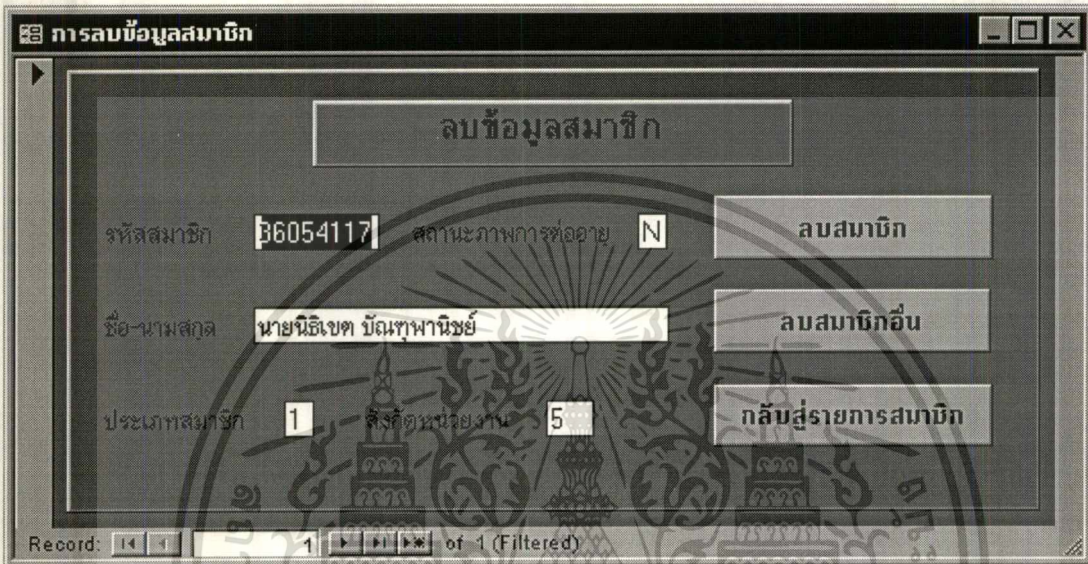 การลบข้อมูลสมาชิก
ลบข้อมูลสมาชิก
รหัสสมาชิก 36054117 สถานะภาพการต่ออายุ N ลบสมาชิก
ชื่อ-นามสกุล นายนิธิเขต บัณฑุพานิชย์ ลบสมาชิกอื่น
ประเภทสมาชิก 1 สังกัดหน่วยงาน 5 กลับสู่รายการสมาชิก
Record: 1 of 1 (Filtered)